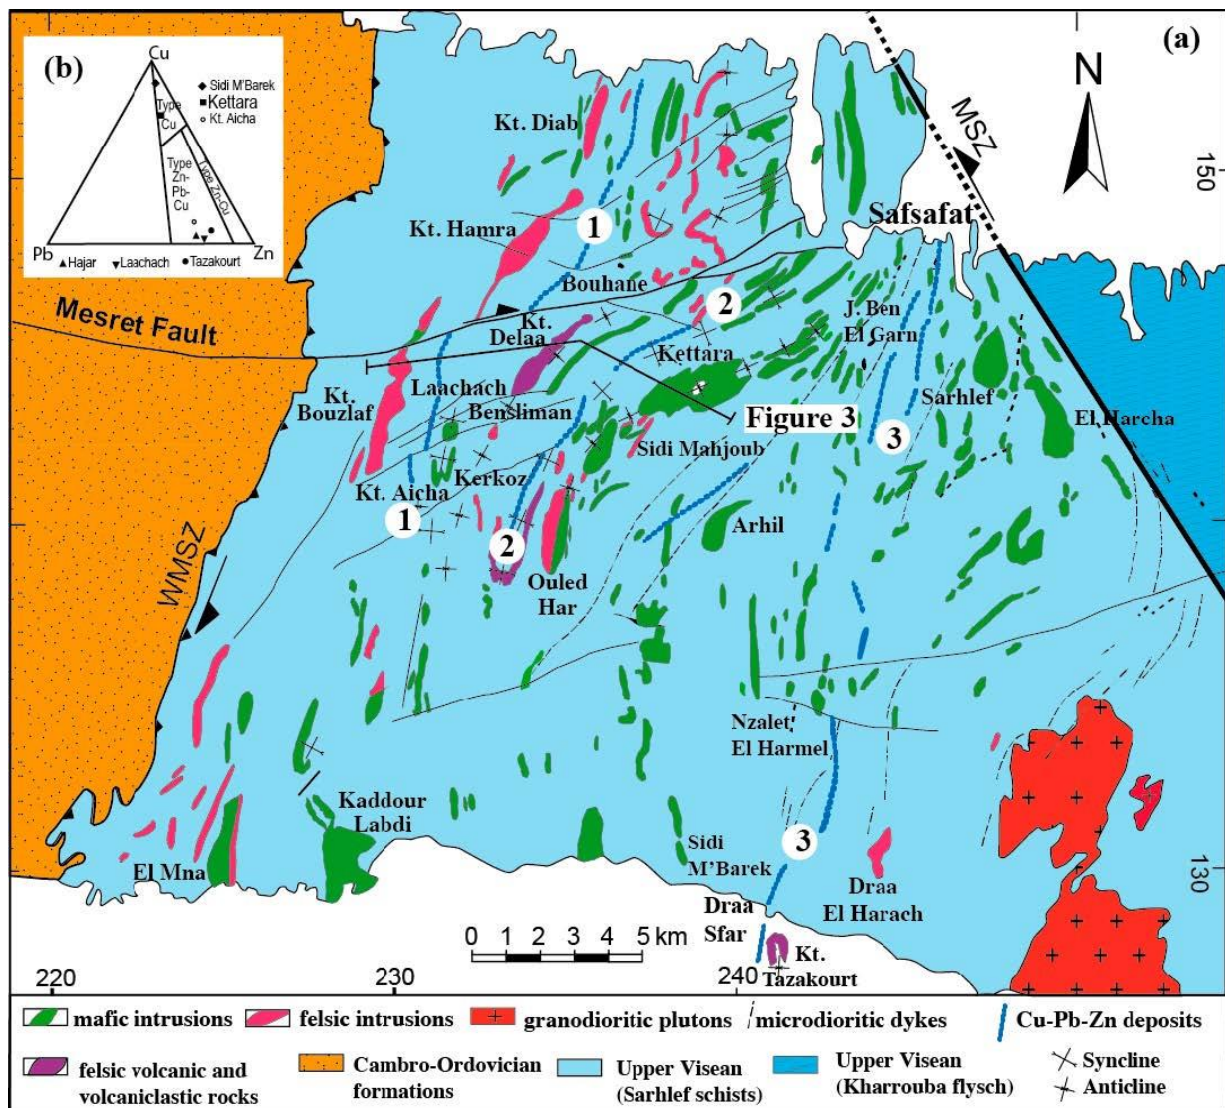 (a)
(b)
Cu
Sidi M'Barek
Kettara
Kt. Aicha
Type
Cu
Type
Zn-
Pb-
Cu
Type Zn-Cu
Pb
Zn
Hajar
Laachach
Tazakourt
N
MSZ
150
Kt. Diab
Safsafat
1
Kt. Hamra
Bouhane
2
J. Ben
El Garn
Mesret Fault
Kt.
Delaa
Kettara
Laachach
Kt.
Bouzlaf
Bensliman
Sarhlef
Figure 3
El Harcha
3
Sidi Mahjoub
Kerkoz
Kt. Aicha
1
Arhil
2
WMSZ
Ouled
Har
Nzalet
El Harmel
Kaddour
Labdi
3
Sidi
M'Barek
El Mna
Draa
El Harach
130
Draa
Sfar
0 1 2 3 4 5 km
Kt.
Tazakourt
220
230
240
mafic intrusions
felsic intrusions
granodioritic plutons
microdioritic dykes
Cu-Pb-Zn deposits
felsic volcanic and
volcaniclastic rocks
Cambro-Ordovician
formations
Upper Visean
(Sarhlef schists)
Upper Visean
(Kharrouba flysch)
Syncline
Anticline